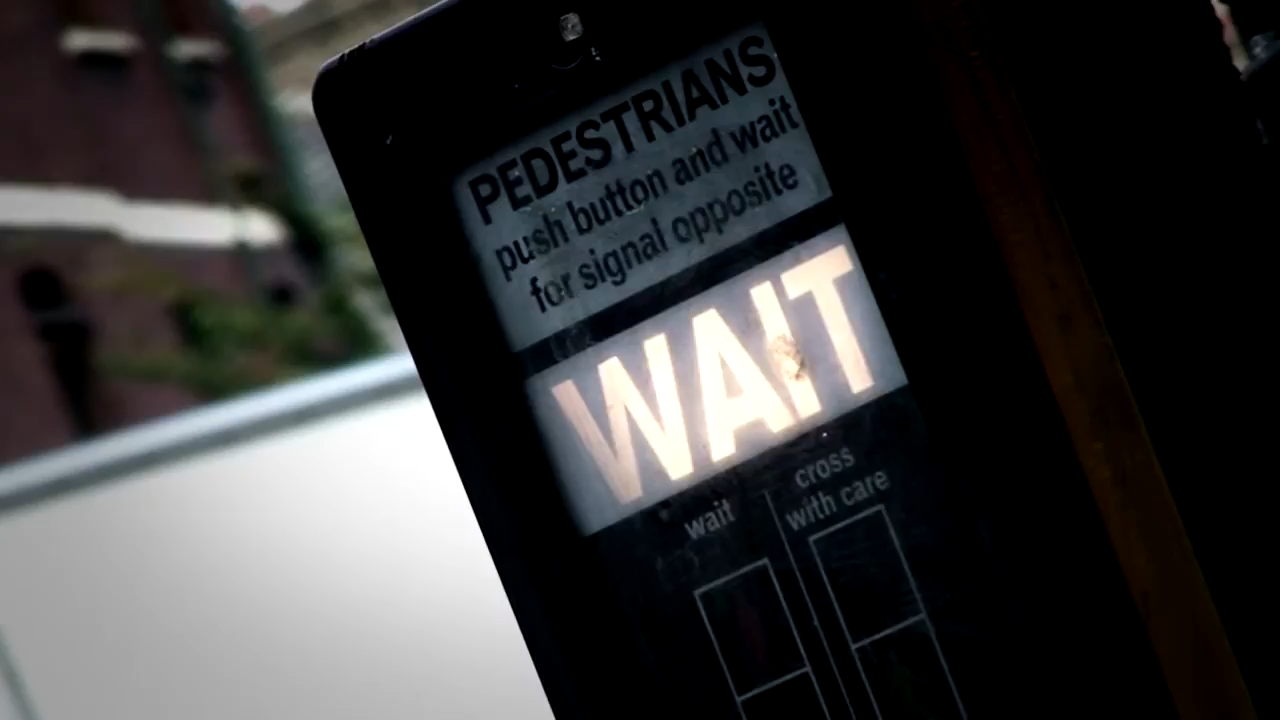 PEDESTRIANS
push button and wait
for signal opposite
WAIT
wait
cross
with care